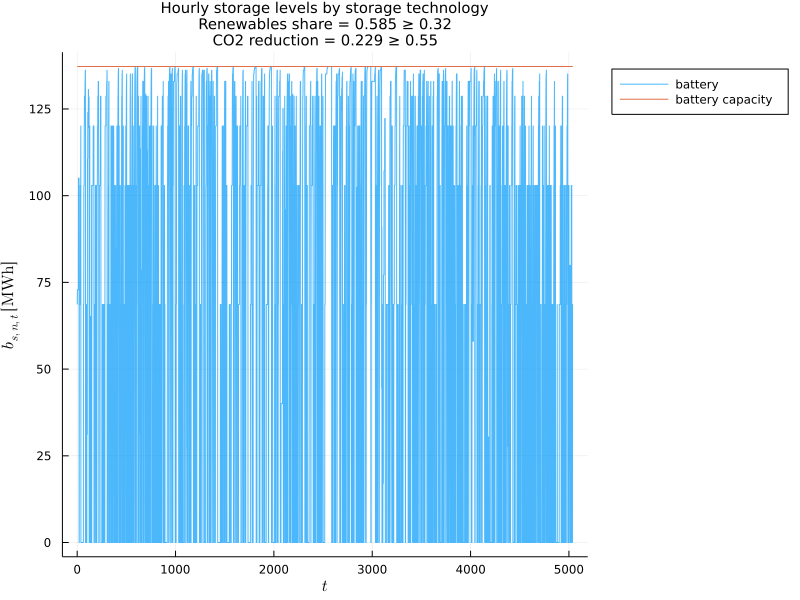 Hourly storage levels by storage technology
Renewables share = 0.585 ≥ 0.32
CO2 reduction = 0.229 ≥ 0.55
battery
battery capacity
125
100
75
50
25
0
b_{s, n, t} [MWh]
0 1000 2000 3000 4000 5000
t